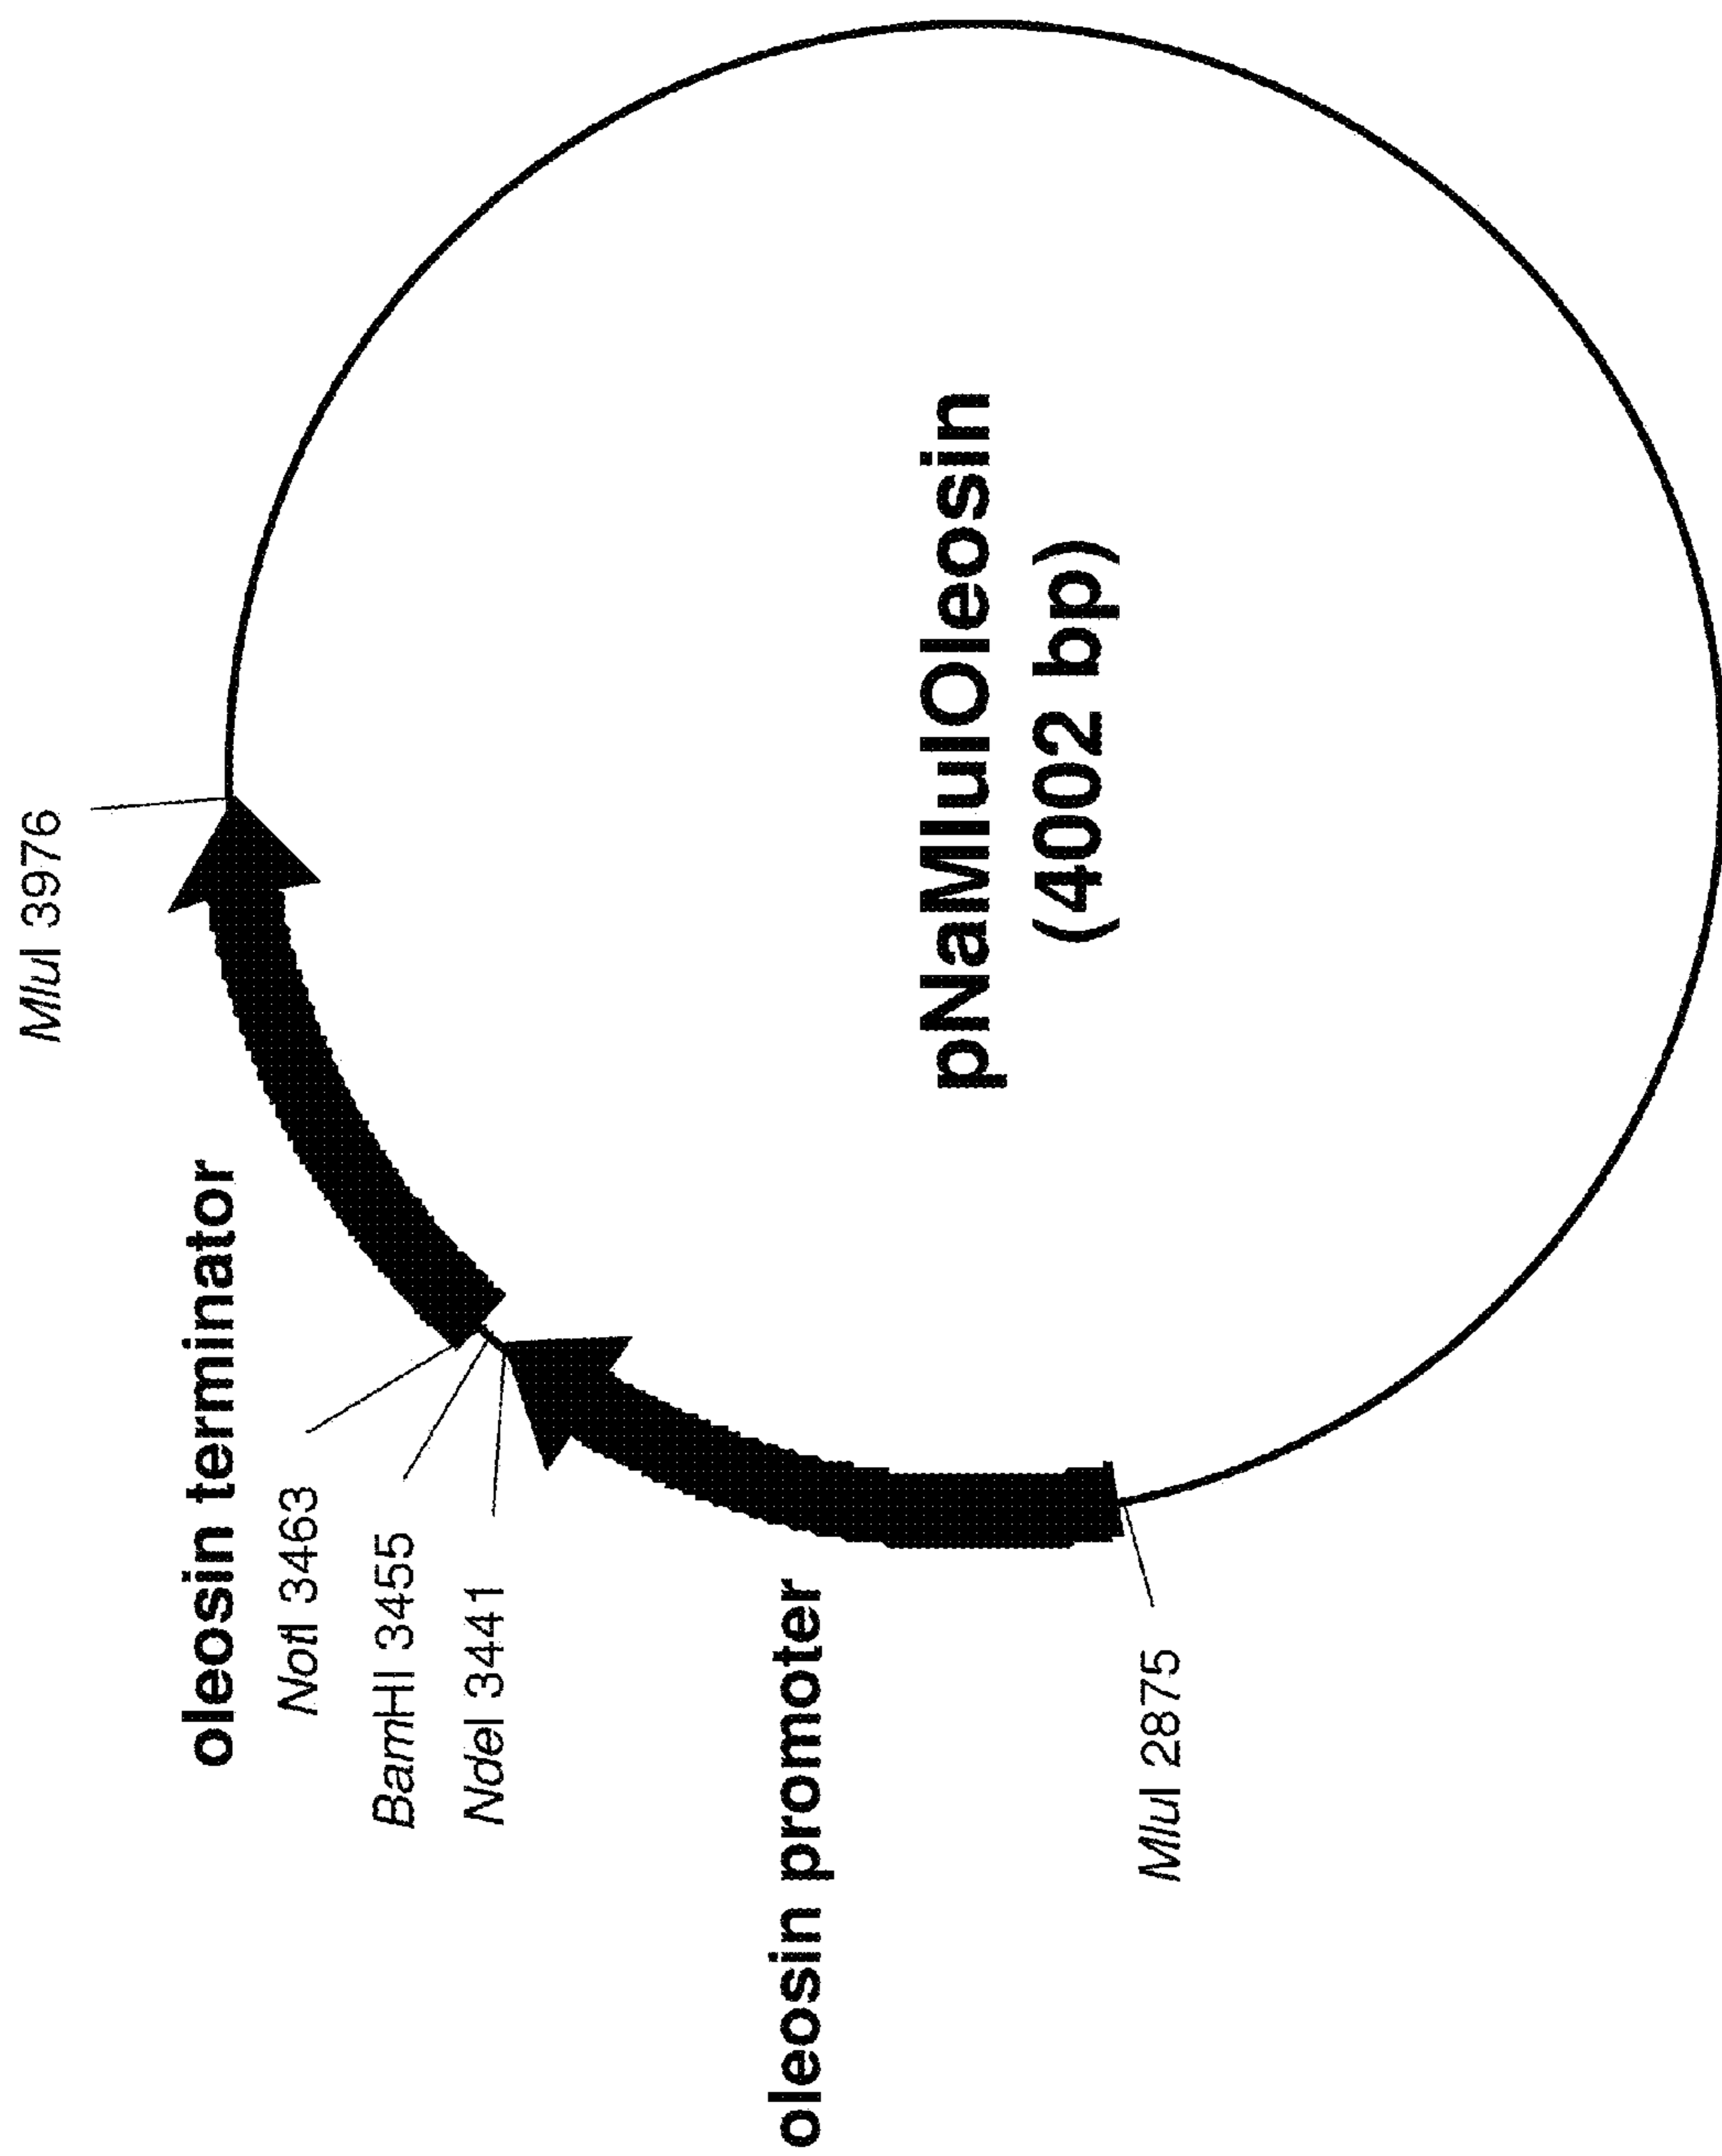 oleosin promoter
MluI 2875
NdeI 3441
BamHI 3455
NotI 3463
oleosin terminator
MluI 3976
pNaMluIOleosin
(4002 bp)